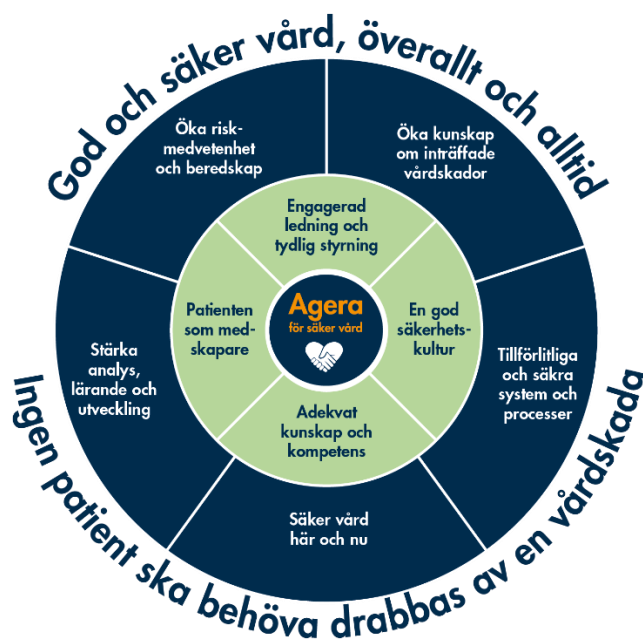 God och säker vård, överallt och alltid
Öka risk-
medvetenhet
och beredskap
Öka kunskap
om inträffade
vårdskador
Engagerad
ledning och
tydlig styrning
Patienten
som med-
skapare
Agera
för säker vård
En god
säkerhets-
kultur
Stärka
analys,
lärande och
utveckling
Tillförlitliga
och säkra
system och
processer
Adekvat
kunskap och
kompetens
Säker vård
här och nu
Ingen patient ska behöva drabbas av en vårdskada